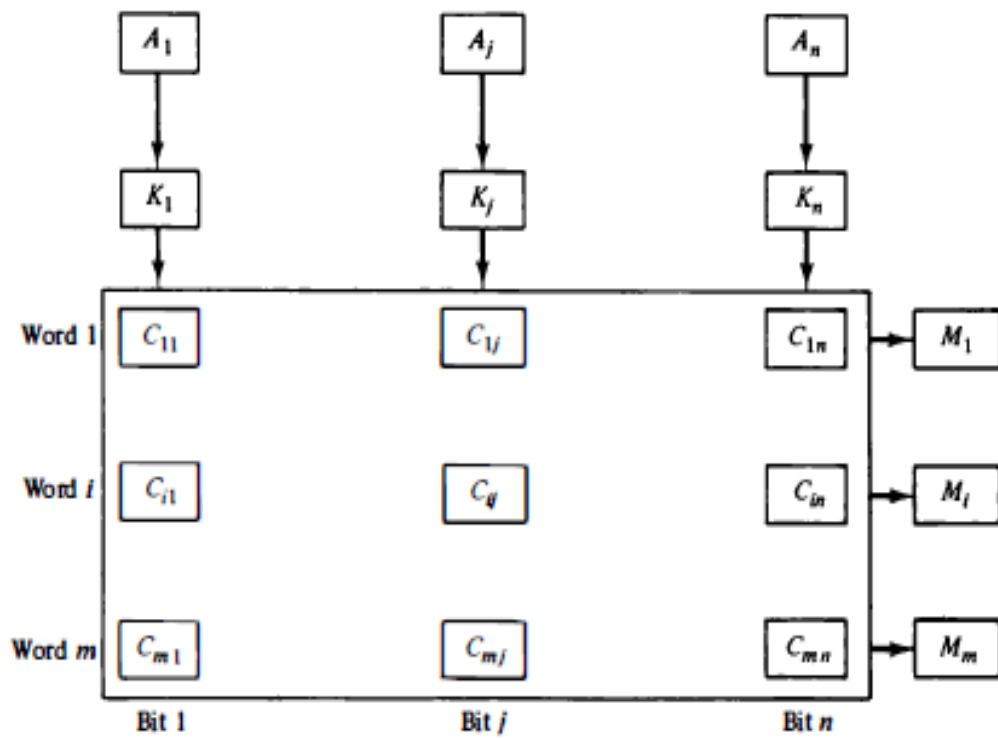 A1 Aj An
K1 Kj Kn
Word 1 C11 C1j C1n M1
Word i Ci1 Cij Cin Mi
Word m Cm1 Cmj Cmn Mm
Bit 1 Bit j Bit n